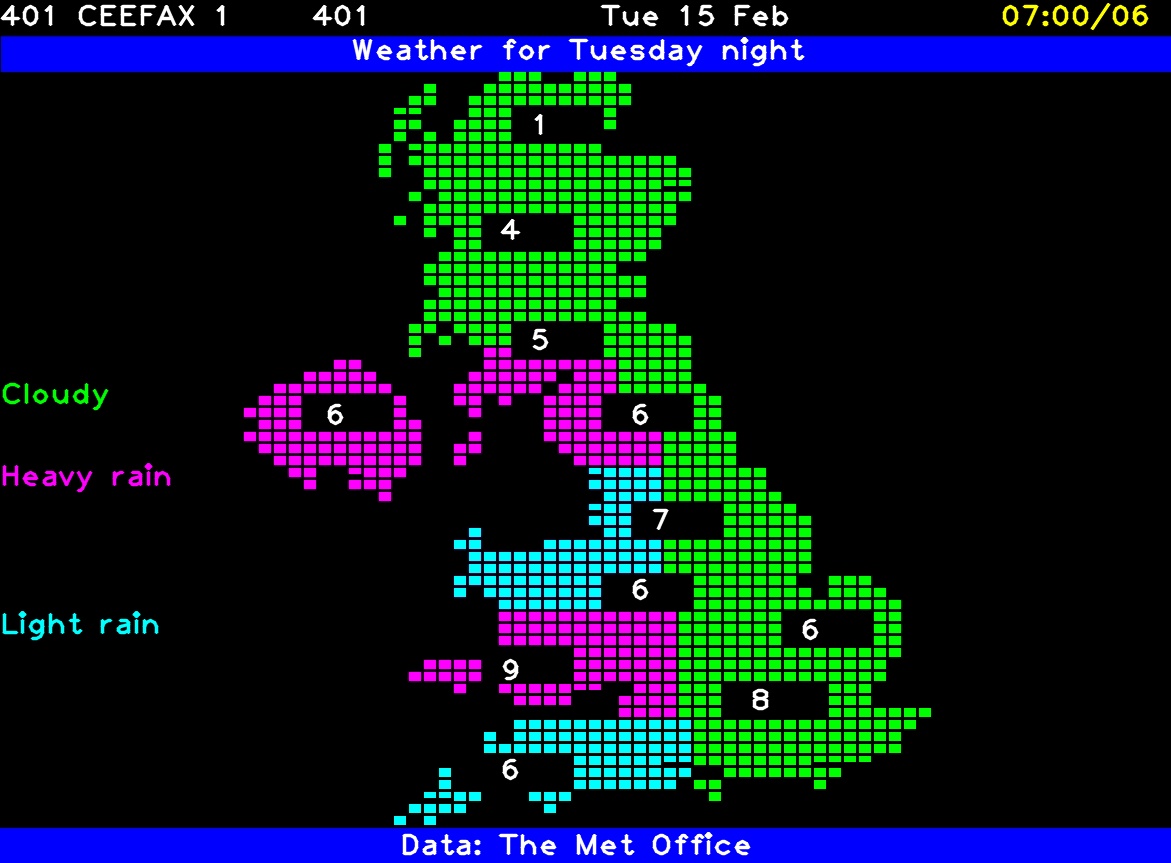 401 CEEFAX 1 401 Tue 15 Feb 07:00/06
Weather for Tuesday night
1
4
5
Cloudy
6 6
Heavy rain
7
6
Light rain
6
9
8
6
Data: The Met Office